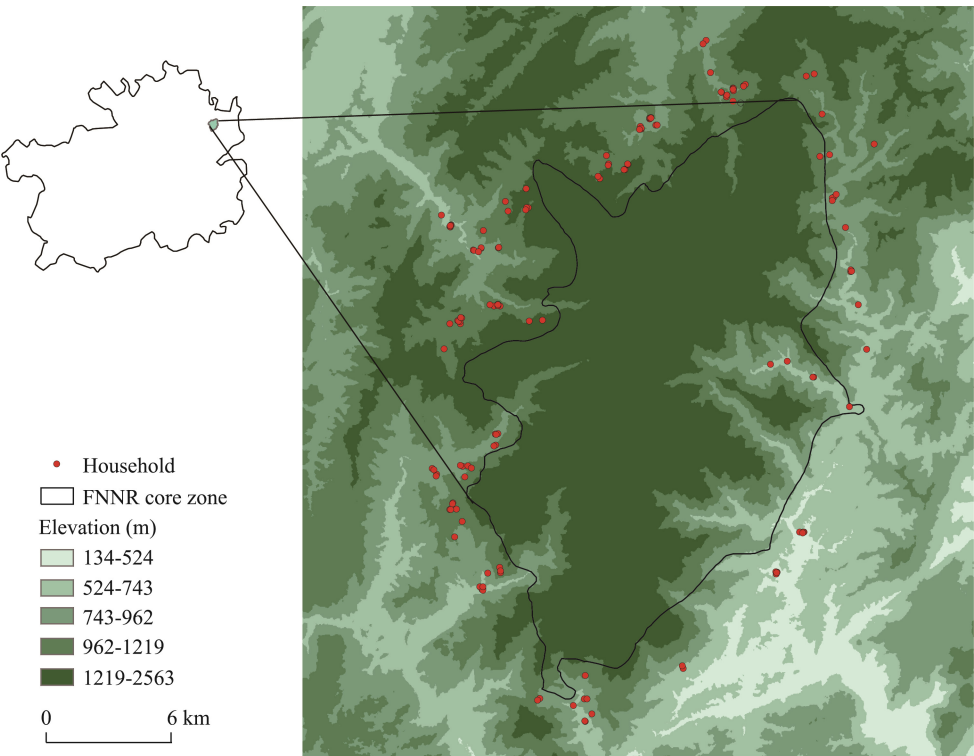 Household
FNNR core zone
Elevation (m)
134-524
524-743
743-962
962-1219
1219-2563
0 6 km